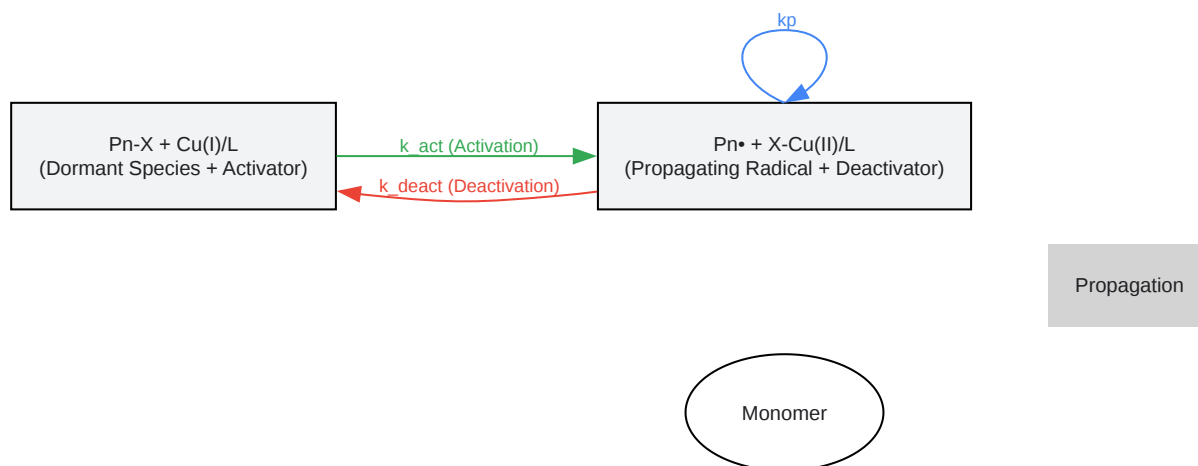 kp
Pn-X + Cu(I)/L
(Dormant Species + Activator)
k_act (Activation)
k_deact (Deactivation)
Pn• + X-Cu(II)/L
(Propagating Radical + Deactivator)
Propagation
Monomer